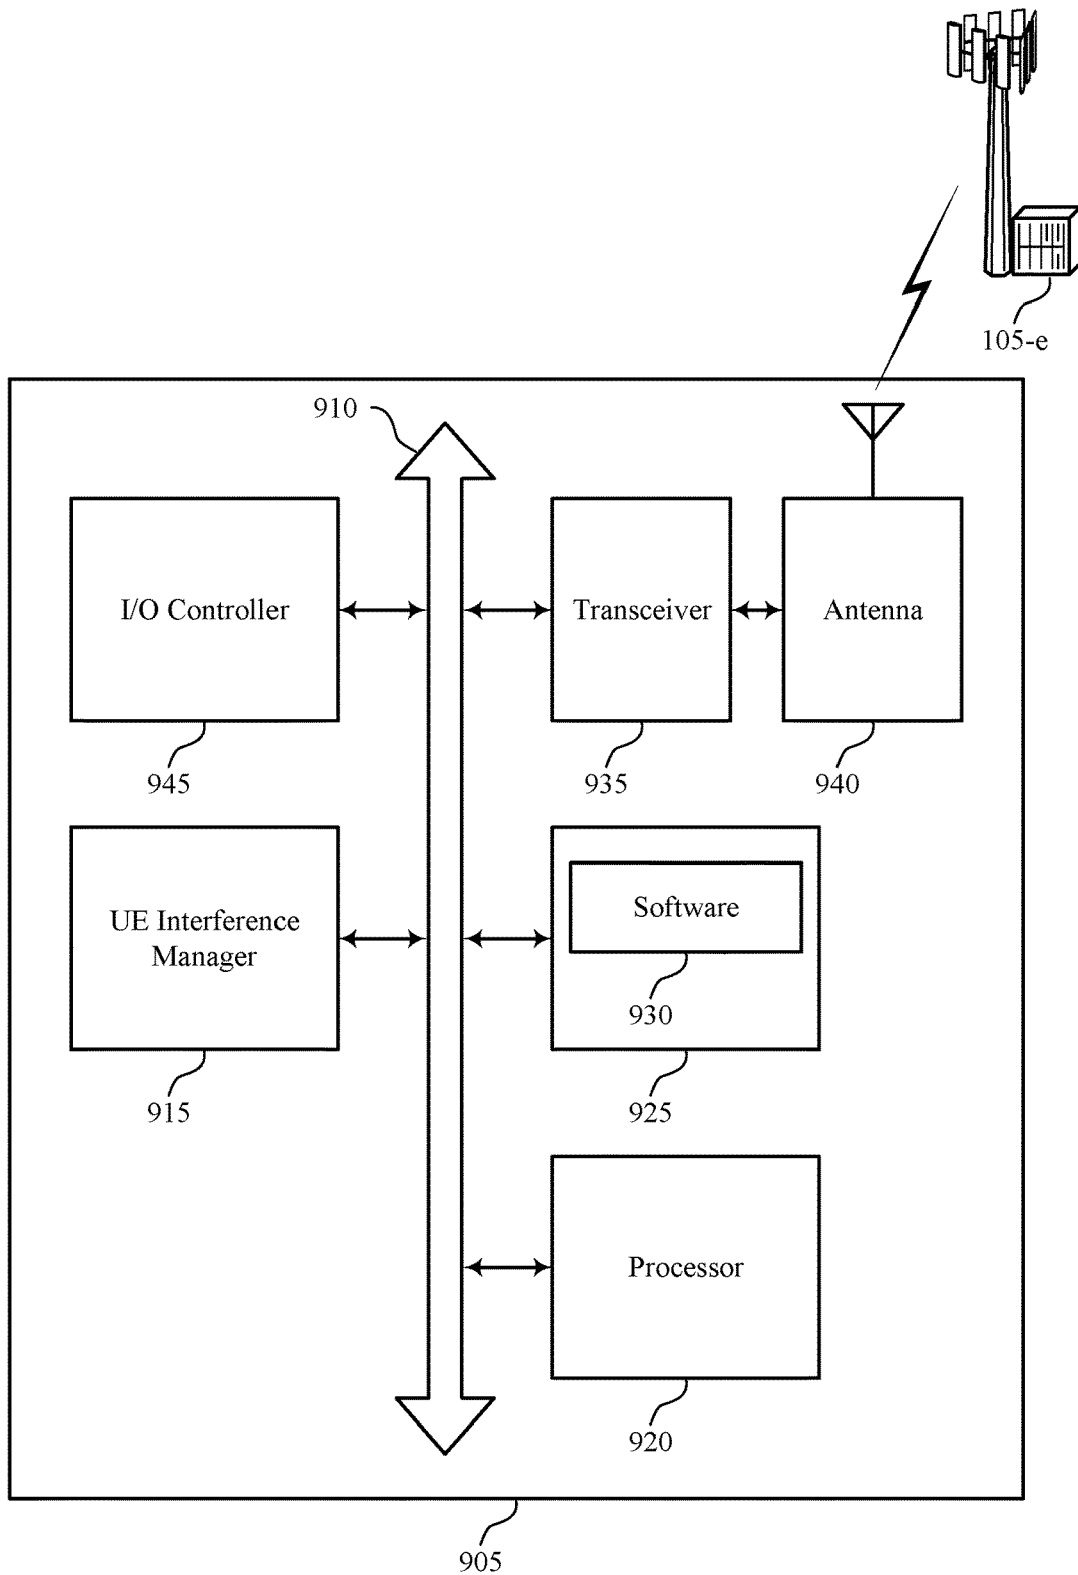 105-e
910
I/O Controller
Transceiver
Antenna
945
935
940
UE Interference
Manager
Software
930
915
925
Processor
920
905